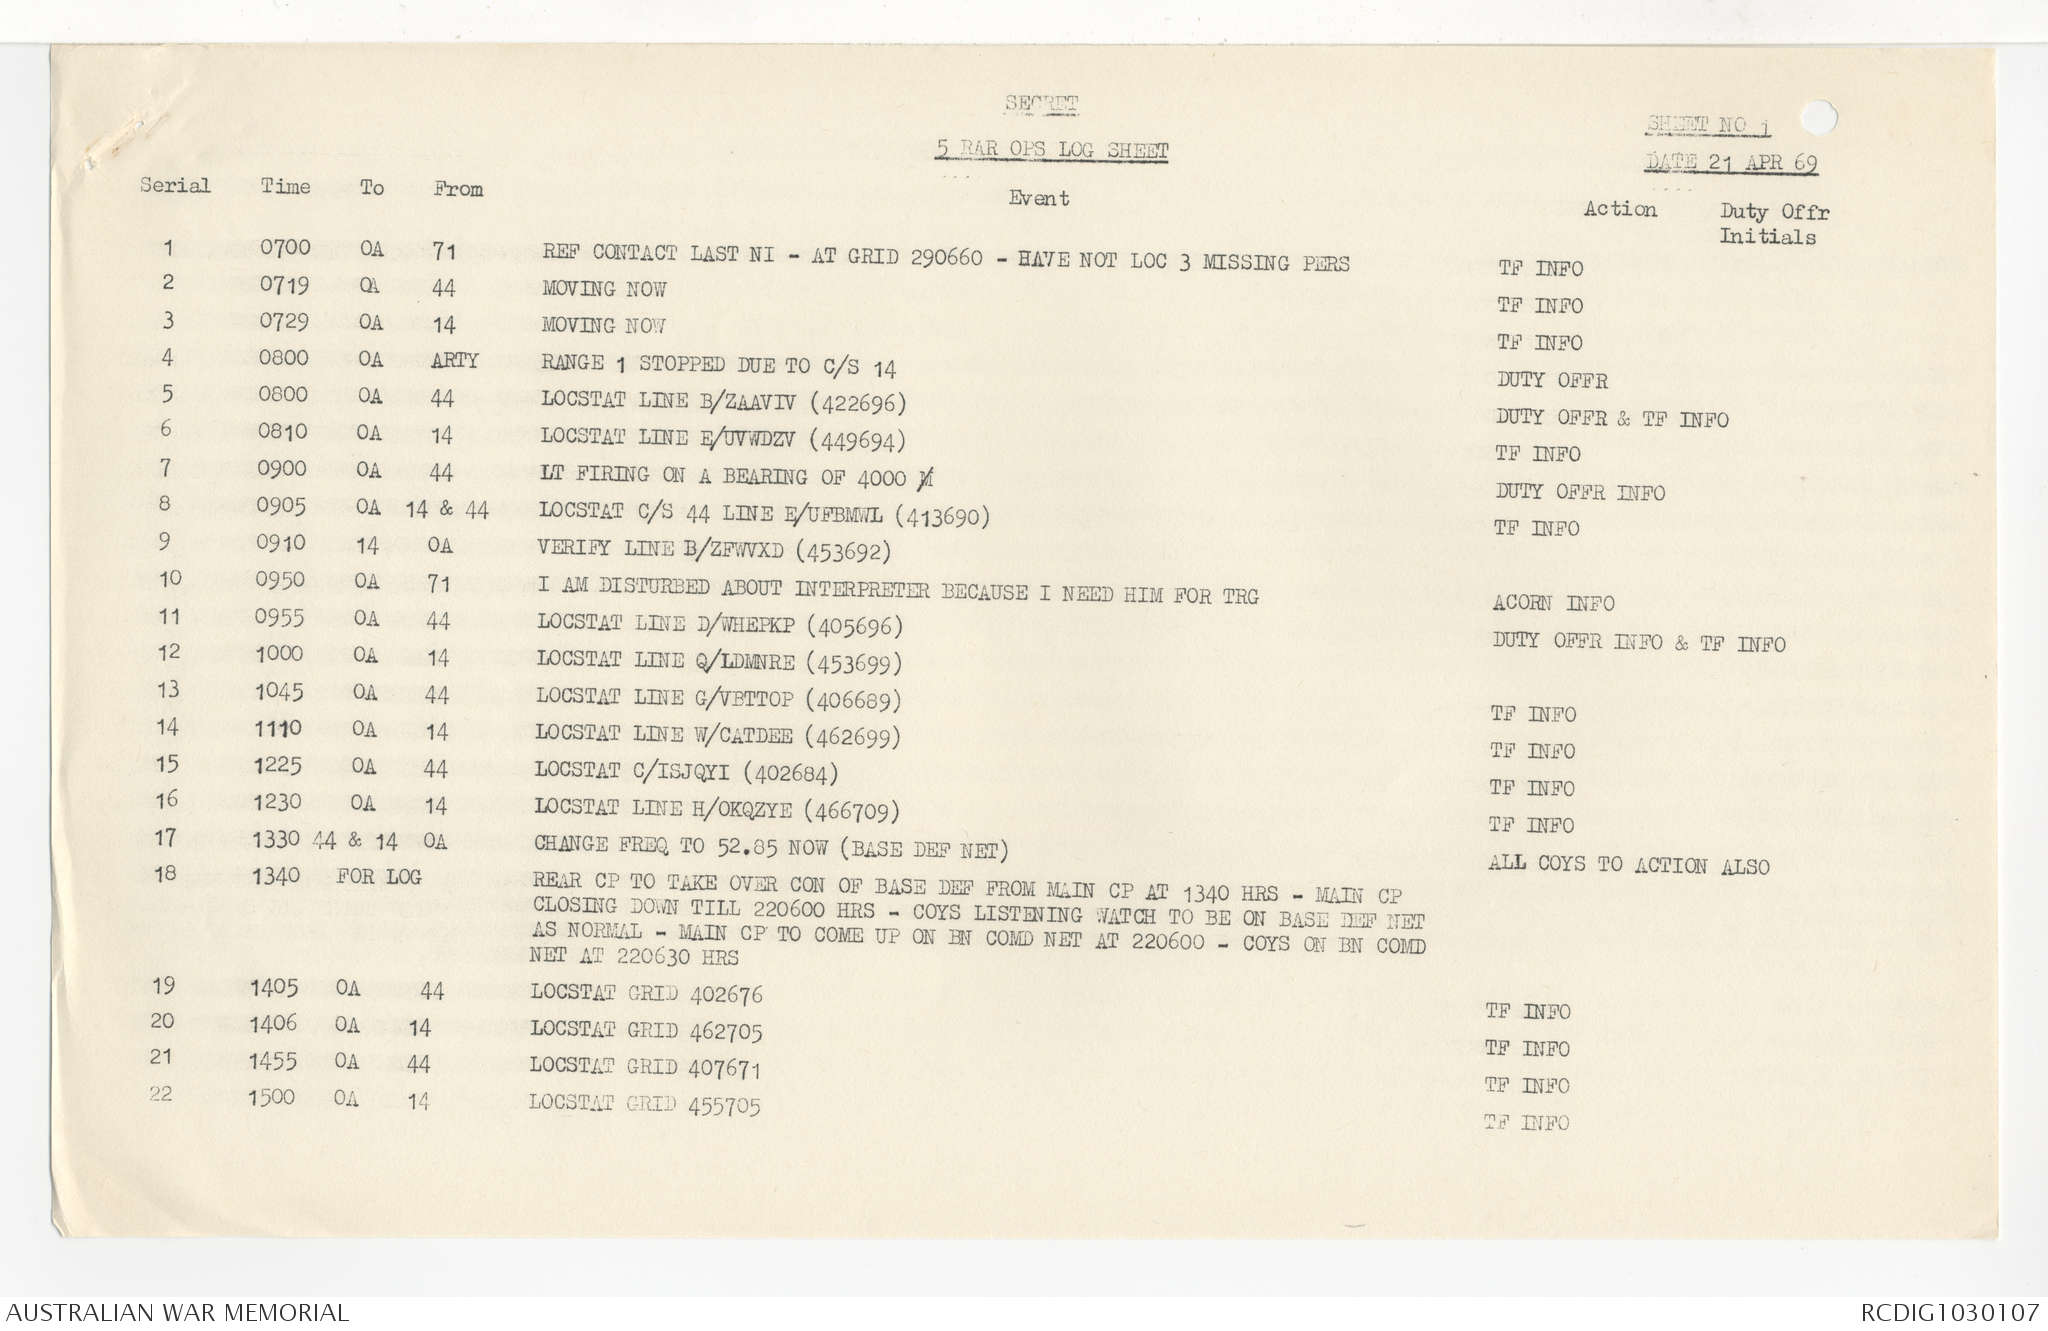 SECRET
5 RAR OPS LOG SHEET
SHEET NO 1
DATE 21 APR 69
Serial Time To From Event Action Duty Offr Initials
1 0700 OA 71 REF CONTACT LAST NI - AT GRID 290660 - HAVE NOT LOC 3 MISSING PERS TF INFO
2 0719 OA 44 MOVING NOW TF INFO
3 0729 OA 14 MOVING NOW TF INFO
4 0800 OA ARTY RANGE 1 STOPPED DUE TO C/S 14 DUTY OFFR
5 0800 OA 44 LOCSTAT LINE B/ZAAVIV (422696) DUTY OFFR & TF INFO
6 0810 OA 14 LOCSTAT LINE E/UVWDZV (449694) TF INFO
7 0900 OA 44 LT FIRING ON A BEARING OF 4000 M DUTY OFFR INFO
8 0905 OA 14 & 44 LOCSTAT C/S 44 LINE E/UFBMWL (413690) TF INFO
9 0910 14 OA VERIFY LINE B/ZFWVXD (453692)
10 0950 OA 71 I AM DISTURBED ABOUT INTERPRETER BECAUSE I NEED HIM FOR TRG ACORN INFO
11 0955 OA 44 LOCSTAT LINE D/WHEPKP (405696) DUTY OFFR INFO & TF INFO
12 1000 OA 14 LOCSTAT LINE Q/LDMNRE (453699)
13 1045 OA 44 LOCSTAT LINE G/VBTTOP (406689) TF INFO
14 1110 OA 14 LOCSTAT LINE W/CATDEE (462699) TF INFO
15 1225 OA 44 LOCSTAT C/ISJQYI (402684) TF INFO
16 1230 OA 14 LOCSTAT LINE H/OKQZYE (466709) TF INFO
17 1330 44 & 14 OA CHANGE FREQ TO 52.85 NOW (BASE DEF NET) ALL COYS TO ACTION ALSO
18 1340 FOR LOG REAR CP TO TAKE OVER CON OF BASE DEF FROM MAIN CP AT 1340 HRS - MAIN CP
CLOSING DOWN TILL 220600 HRS - COYS LISTENING WATCH TO BE ON BASE DEF NET
AS NORMAL - MAIN CP TO COME UP ON BN COMD NET AT 220600 - COYS ON BN COMD
NET AT 220630 HRS
19 1405 OA 44 LOCSTAT GRID 402676 TF INFO
20 1406 OA 14 LOCSTAT GRID 462705 TF INFO
21 1455 OA 44 LOCSTAT GRID 407671 TF INFO
22 1500 OA 14 LOCSTAT GRID 455705 TF INFO
AUSTRALIAN WAR MEMORIAL RCDIG1030107